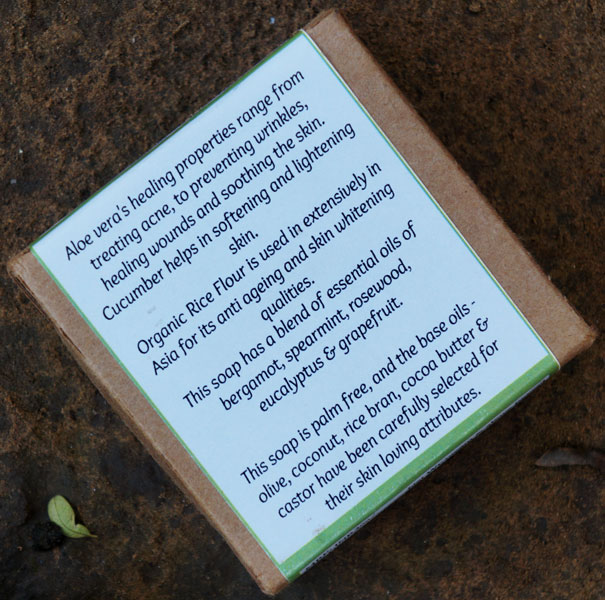 Aloe vera's healing properties range from
treating acne, to preventing wrinkles,
healing wounds and soothing the skin.
Cucumber helps in softening and lightening
skin.
Organic Rice Flour is used in extensively in
Asia for its anti ageing and skin whitening
qualities.
This soap has a blend of essential oils of
bergamot, spearmint, rosewood,
eucalyptus & grapefruit.
This soap is palm free, and the base oils -
olive, coconut, rice bran, cocoa butter &
castor have been carefully selected for
their skin loving attributes.